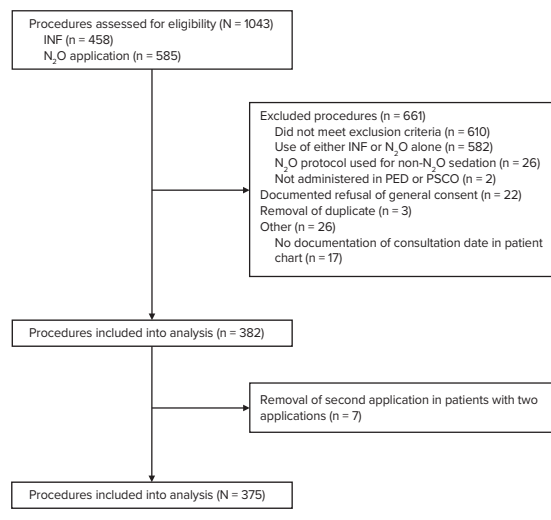 Procedures assessed for eligibility (N = 1043)
INF (n = 458)
N₂O application (n = 585)
Excluded procedures (n = 661)
Did not meet exclusion criteria (n = 610)
Use of either INF or N₂O alone (n = 582)
N₂O protocol used for non-N₂O sedation (n = 26)
Not administered in PED or PSCO (n = 2)
Documented refusal of general consent (n = 22)
Removal of duplicate (n = 3)
Other (n = 26)
No documentation of consultation date in patient
chart (n = 17)
Procedures included into analysis (n = 382)
Removal of second application in patients with two
applications (n = 7)
Procedures included into analysis (N = 375)